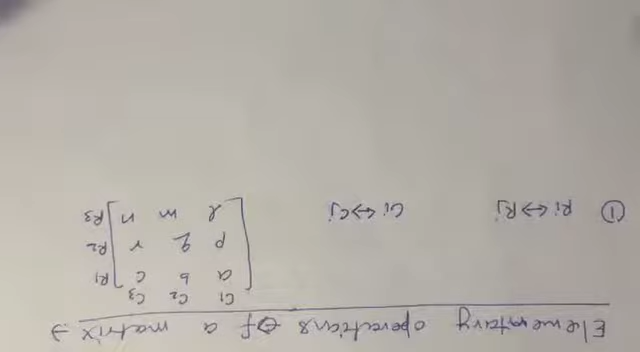 Elementary operations of a matrix →
① Ri ↔ Rj Ci ↔ Cj
C1 C2 C3
a b c R1
p q r R2
l m n R3